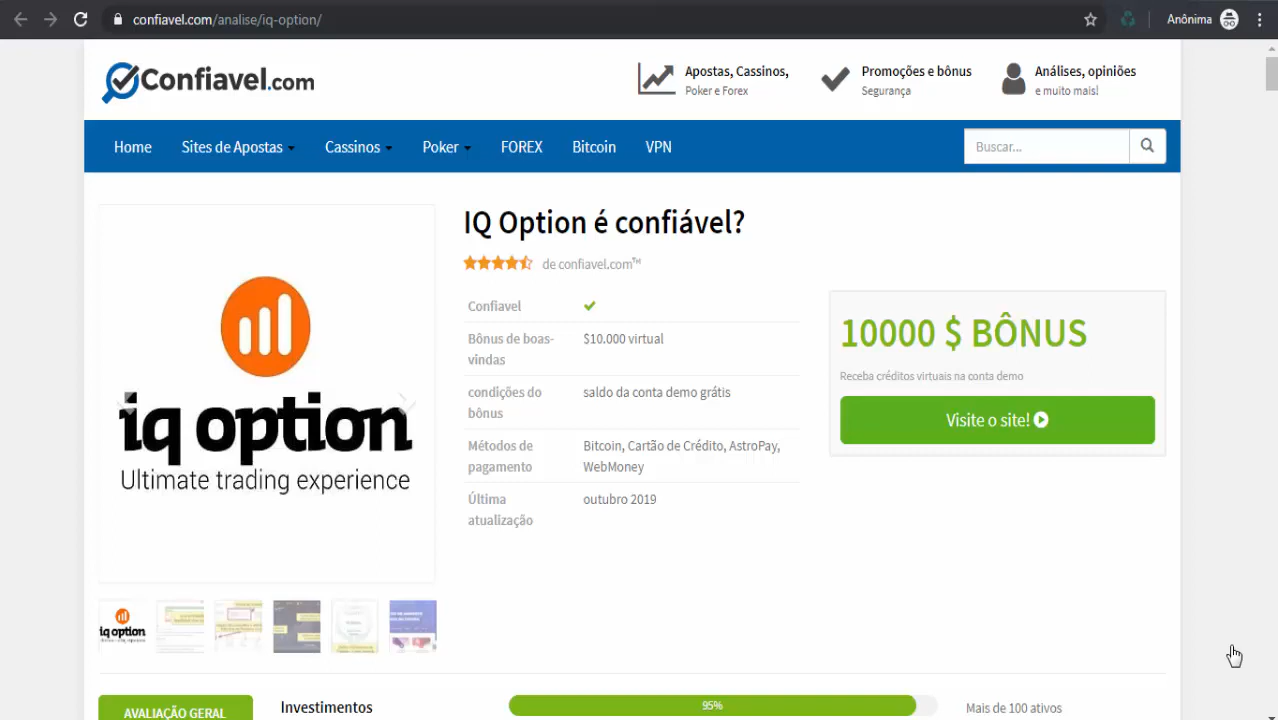 confiavel.com/analise/iq-option/
Anônima
Confiavel.com
Apostas, Cassinos,
Poker e Forex
Promoções e bônus
Segurança
Análises, opiniões
e muito mais!
Home
Sites de Apostas
Cassinos
Poker
FOREX
Bitcoin
VPN
Buscar...
iq option
Ultimate trading experience
IQ Option é confiável?
de confiavel.com™
Confiavel
Bônus de boas-
vindas
$10.000 virtual
condições do
bônus
saldo da conta demo grátis
Métodos de
pagamento
Bitcoin, Cartão de Crédito, AstroPay,
WebMoney
Última
atualização
outubro 2019
10000 $ BÔNUS
Receba créditos virtuais na conta demo
Visite o site!
iq option
AVALIAÇÃO GERAL
Investimentos
95%
Mais de 100 ativos